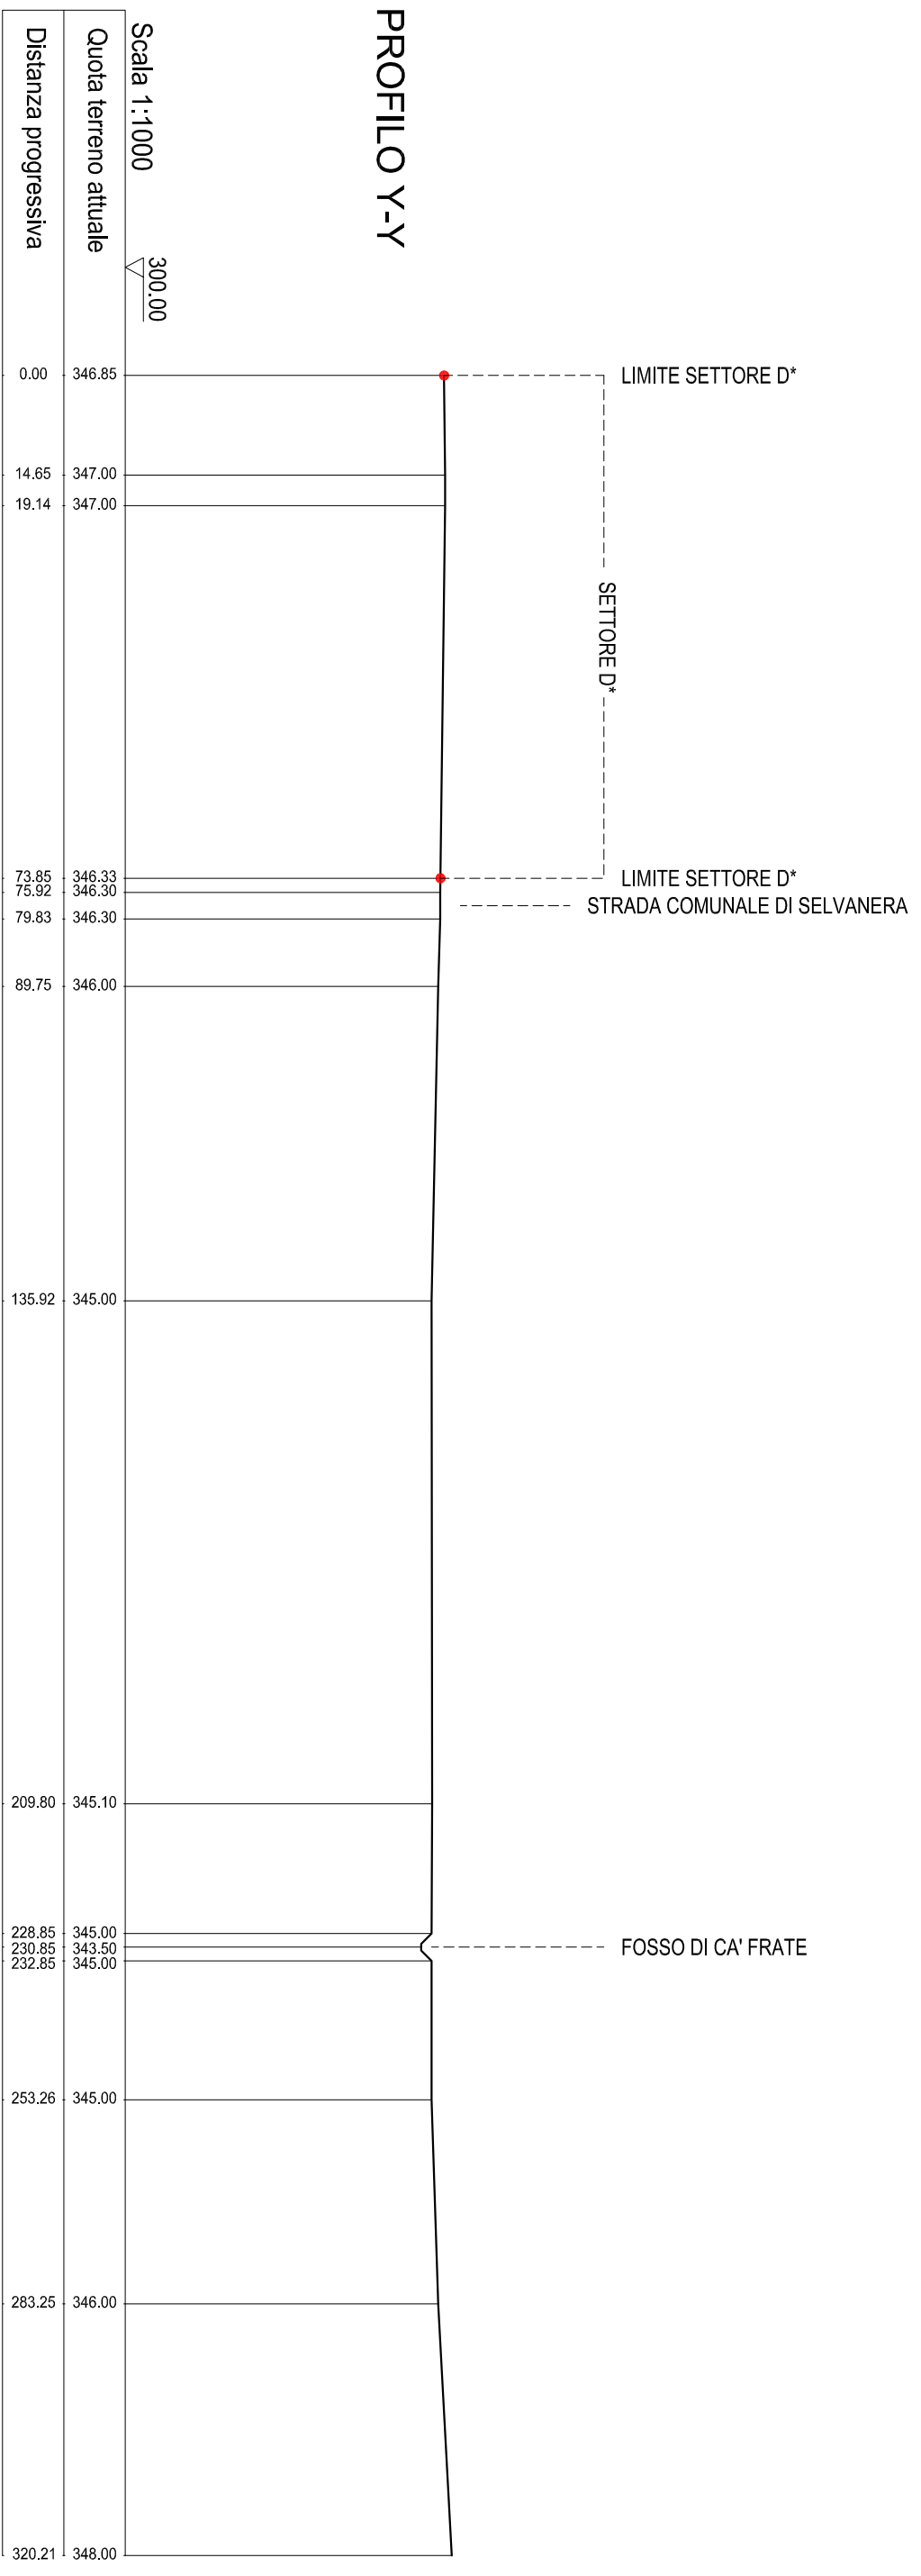 PROFILO Y-Y
Scala 1:1000
300.00
Quota terreno attuale
Distanza progressiva
0.00 346.85 LIMITE SETTORE D*
14.65 347.00
19.14 347.00
SETTORE D*
73.85 346.33 LIMITE SETTORE D*
75.92 346.30
STRADA COMUNALE DI SELVANERA
79.83 346.30
89.75 346.00
135.92 345.00
209.80 345.10
228.85 345.00
230.85 343.50 FOSSO DI CA' FRATE
232.85 345.00
253.26 345.00
283.25 346.00
320.21 348.00